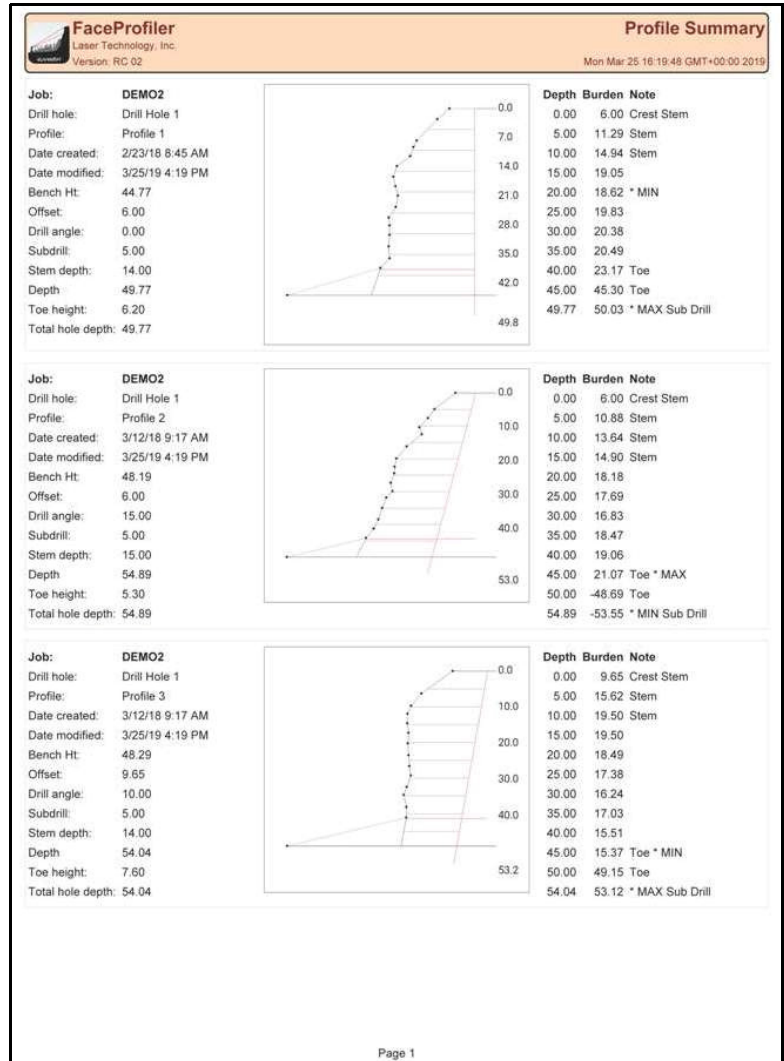 FaceProfiler
Laser Technology, Inc.
Version: RC 02
Profile Summary
Mon Mar 25 16:19:48 GMT+00:00 2019
Job: DEMO2
Drill hole: Drill Hole 1
Profile: Profile 1
Date created: 2/23/18 8:45 AM
Date modified: 3/25/19 4:19 PM
Bench Ht: 44.77
Offset: 6.00
Drill angle: 0.00
Subdrill: 5.00
Stem depth: 14.00
Depth 49.77
Toe height: 6.20
Total hole depth: 49.77
0.0
7.0
14.0
21.0
28.0
35.0
42.0
49.8
Depth Burden Note
0.00 6.00 Crest Stem
5.00 11.29 Stem
10.00 14.94 Stem
15.00 19.05
20.00 18.62 * MIN
25.00 19.83
30.00 20.38
35.00 20.49
40.00 23.17 Toe
45.00 45.30 Toe
49.77 50.03 * MAX Sub Drill
Job: DEMO2
Drill hole: Drill Hole 1
Profile: Profile 2
Date created: 3/12/18 9:17 AM
Date modified: 3/25/19 4:19 PM
Bench Ht: 48.19
Offset: 6.00
Drill angle: 15.00
Subdrill: 5.00
Stem depth: 15.00
Depth 54.89
Toe height: 5.30
Total hole depth: 54.89
0.0
10.0
20.0
30.0
40.0
53.0
Depth Burden Note
0.00 6.00 Crest Stem
5.00 10.88 Stem
10.00 13.64 Stem
15.00 14.90 Stem
20.00 18.18
25.00 17.69
30.00 16.83
35.00 18.47
40.00 19.06
45.00 21.07 Toe * MAX
50.00 -48.69 Toe
54.89 -53.55 * MIN Sub Drill
Job: DEMO2
Drill hole: Drill Hole 1
Profile: Profile 3
Date created: 3/12/18 9:17 AM
Date modified: 3/25/19 4:19 PM
Bench Ht: 48.29
Offset: 9.65
Drill angle: 10.00
Subdrill: 5.00
Stem depth: 14.00
Depth 54.04
Toe height: 7.60
Total hole depth: 54.04
0.0
10.0
20.0
30.0
40.0
53.2
Depth Burden Note
0.00 9.65 Crest Stem
5.00 15.62 Stem
10.00 19.50 Stem
15.00 19.50
20.00 18.49
25.00 17.38
30.00 16.24
35.00 17.03
40.00 15.51
45.00 15.37 Toe * MIN
50.00 49.15 Toe
54.04 53.12 * MAX Sub Drill
Page 1